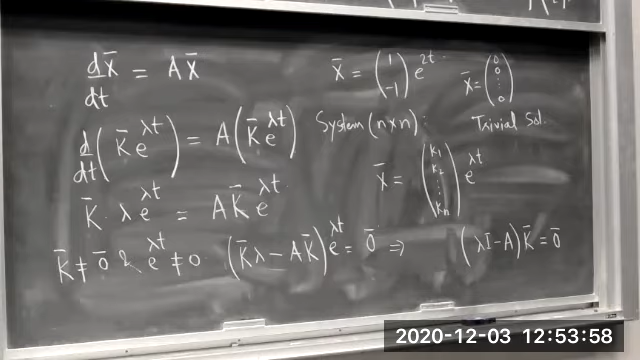 dX̄/dt = AX̄
X̄ = (1 -1) e^{2t}
X̄ = (0 0 ⋮ 0)
d/dt (K̄e^{λt}) = A(K̄e^{λt})
System (n×n):
Trivial Sol.
X̄ = (k₁ k₂ ⋮ kₙ) e^{λt}
K̄ λe^{λt} = AK̄e^{λt}
K̄ ≠ 0̄ & e^{λt} ≠ 0 (K̄λ − AK̄)e^{λt} = 0̄ ⇒ (λI − A)K̄ = 0̄
2020-12-03 12:53:58